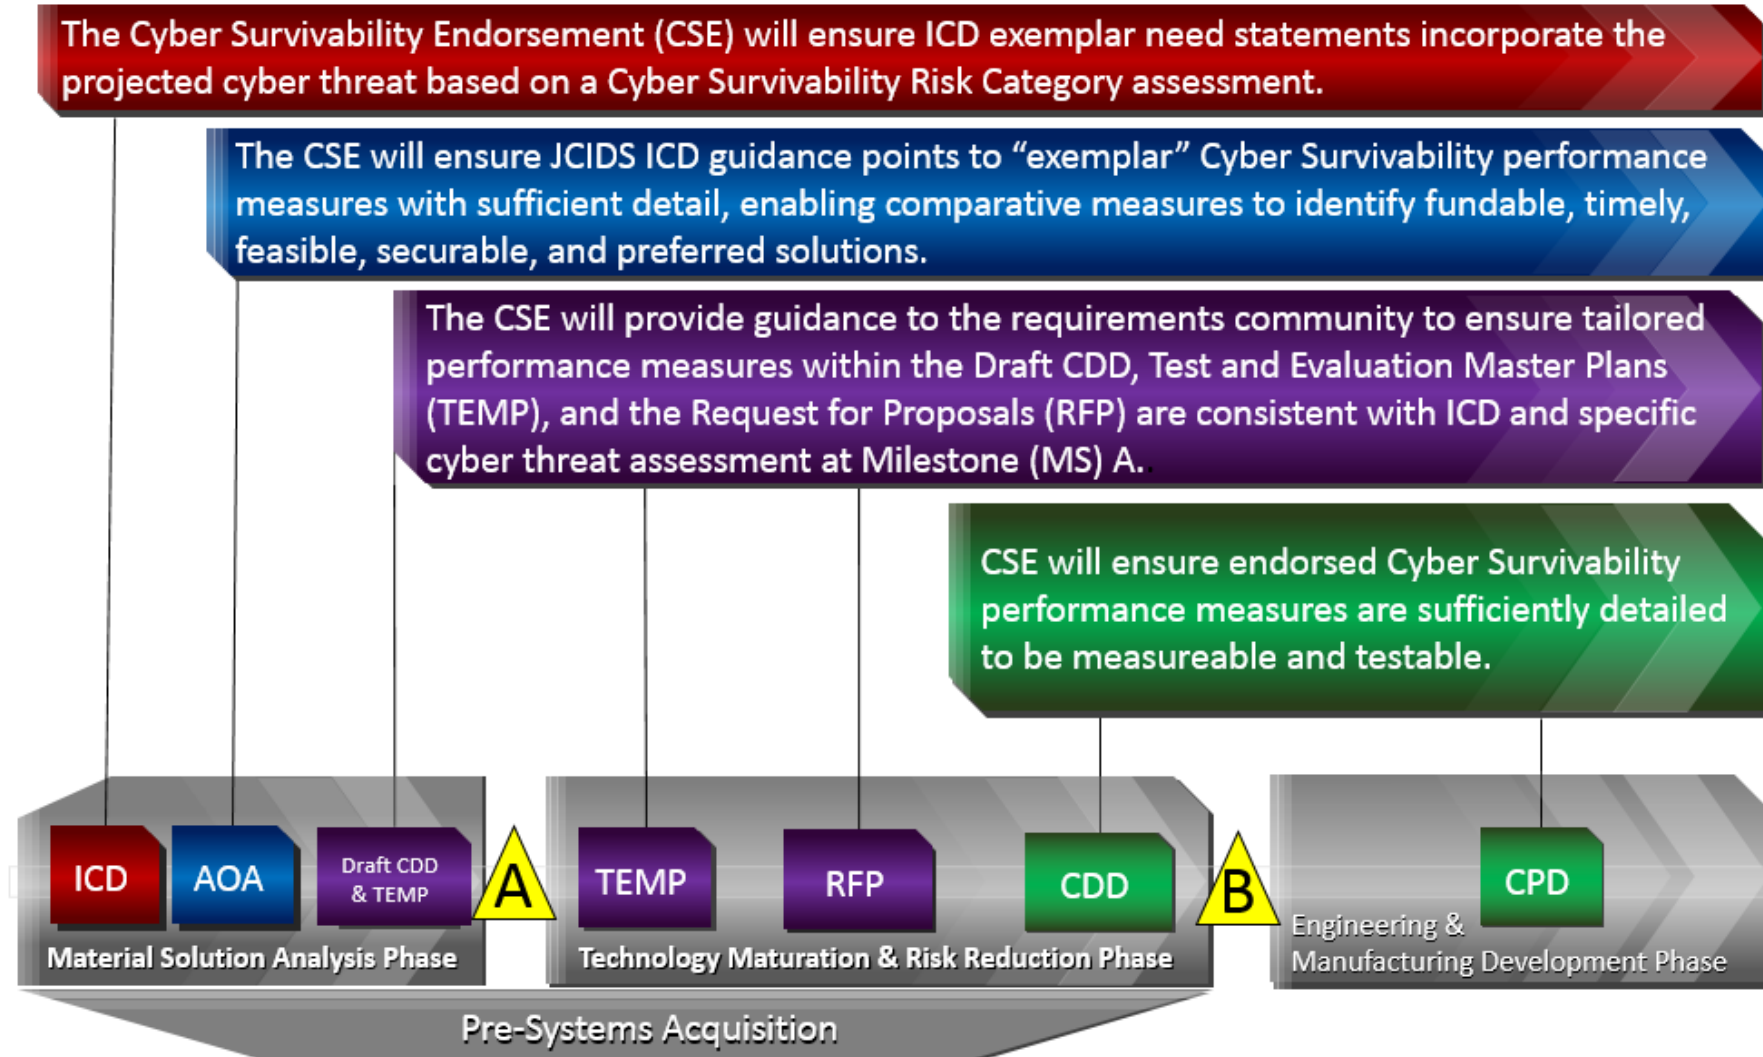 The Cyber Survivability Endorsement (CSE) will ensure ICD exemplar need statements incorporate the
projected cyber threat based on a Cyber Survivability Risk Category assessment.
The CSE will ensure JCIDS ICD guidance points to “exemplar” Cyber Survivability performance
measures with sufficient detail, enabling comparative measures to identify fundable, timely,
feasible, securable, and preferred solutions.
The CSE will provide guidance to the requirements community to ensure tailored
performance measures within the Draft CDD, Test and Evaluation Master Plans
(TEMP), and the Request for Proposals (RFP) are consistent with ICD and specific
cyber threat assessment at Milestone (MS) A..
CSE will ensure endorsed Cyber Survivability
performance measures are sufficiently detailed
to be measureable and testable.
ICD
AOA
Draft CDD
& TEMP
A
TEMP
RFP
CDD
B
CPD
Material Solution Analysis Phase
Technology Maturation & Risk Reduction Phase
Engineering &
Manufacturing Development Phase
Pre-Systems Acquisition